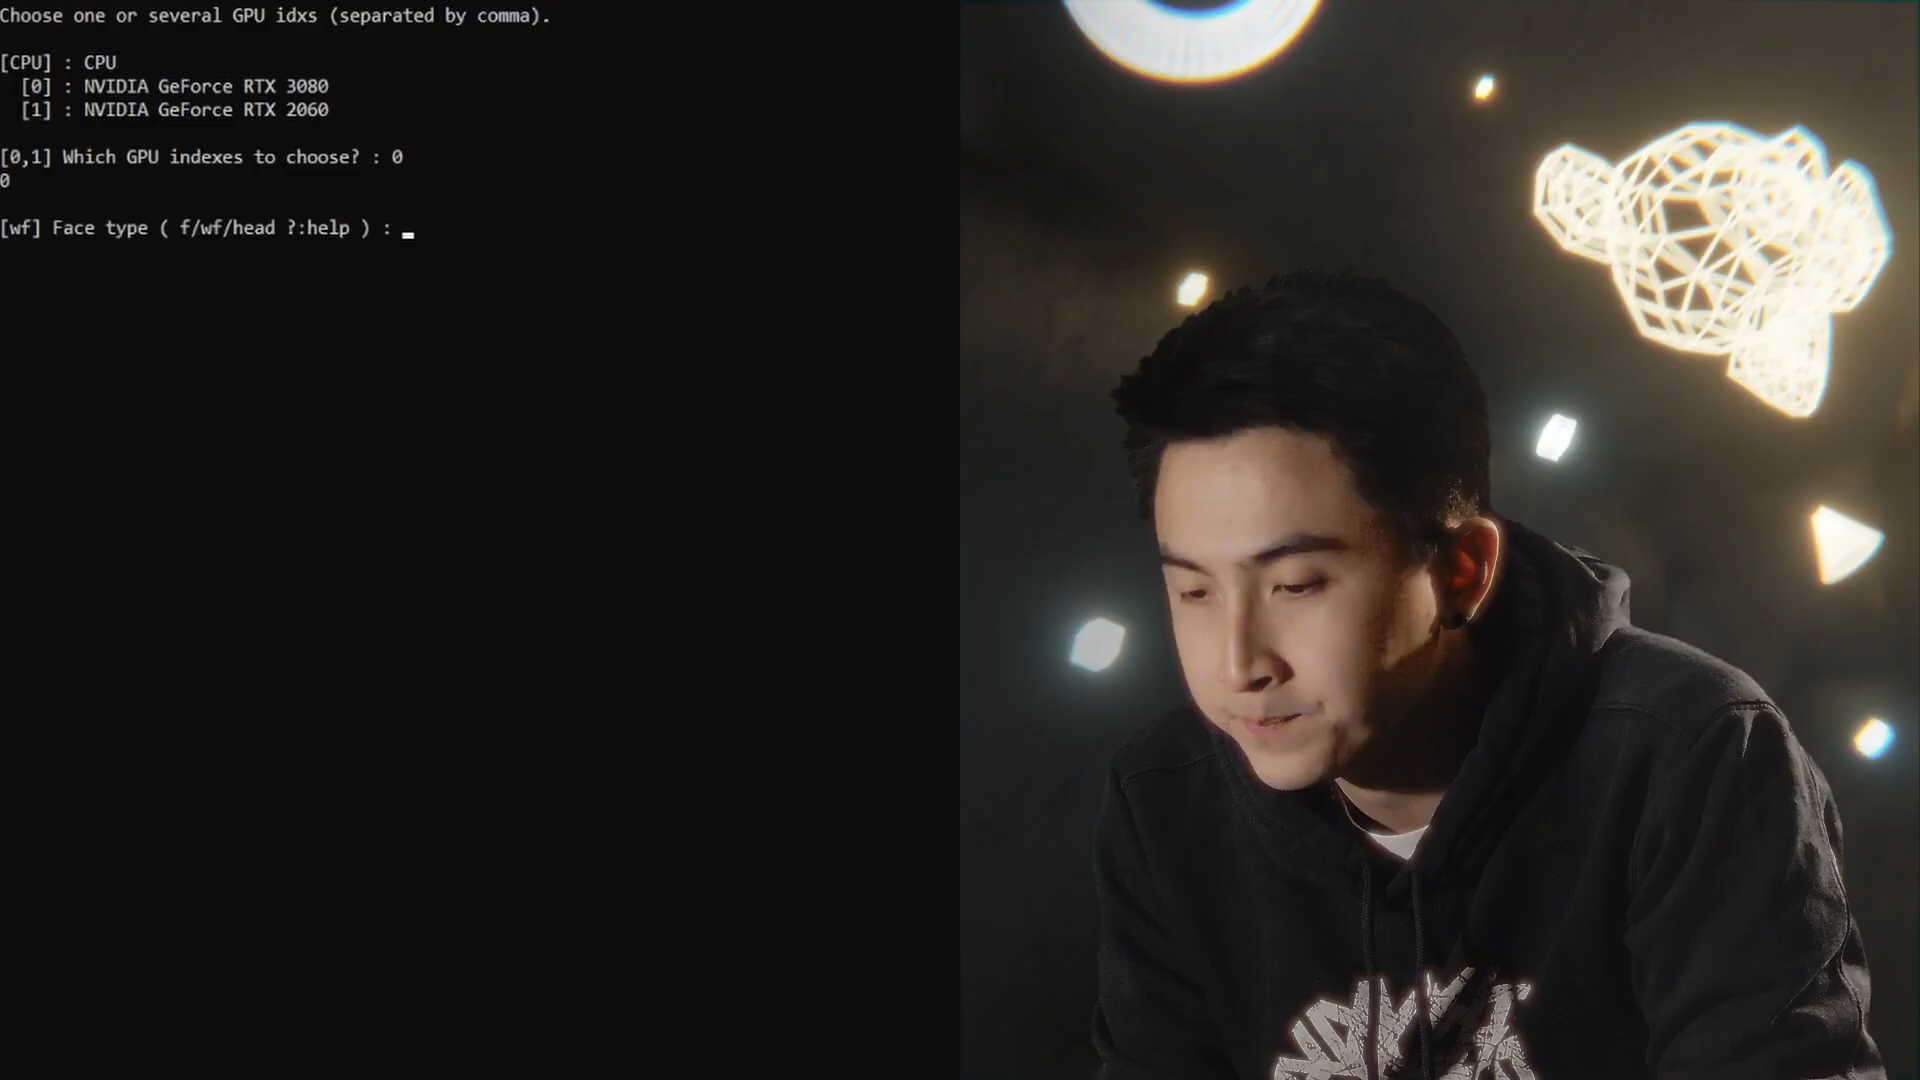 Choose one or several GPU idxs (separated by comma).
[CPU] : CPU
[0] : NVIDIA GeForce RTX 3080
[1] : NVIDIA GeForce RTX 2060
[0,1] Which GPU indexes to choose? : 0
0
[wf] Face type ( f/wf/head ?:help ) : _